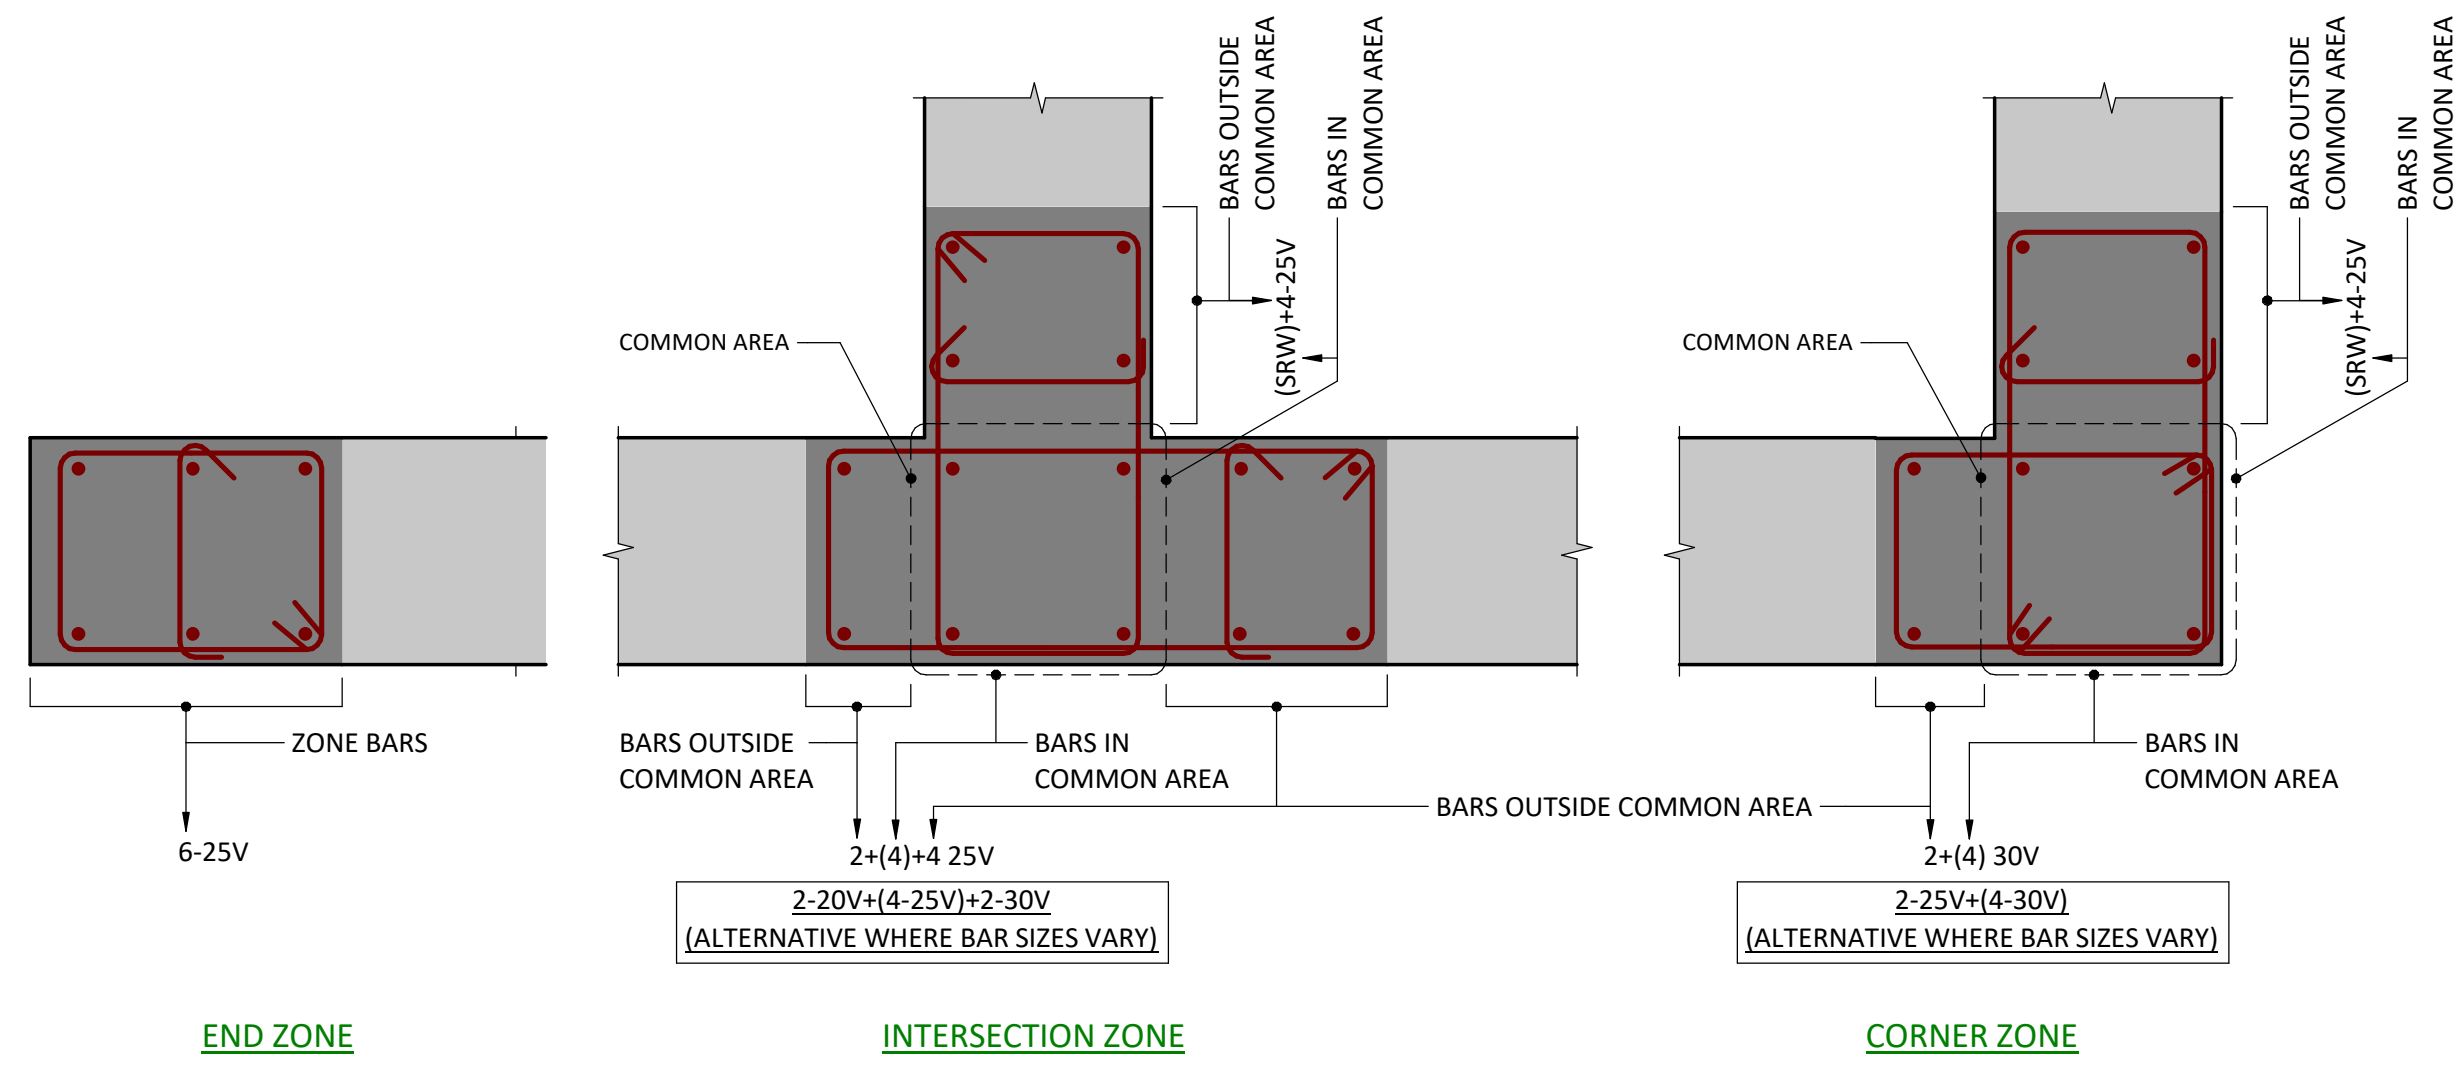 BARS OUTSIDE
COMMON AREA
BARS IN
COMMON AREA
(SRW)+4-25V
COMMON AREA
BARS OUTSIDE
COMMON AREA
BARS IN
COMMON AREA
(SRW)+4-25V
COMMON AREA
ZONE BARS
6-25V
BARS OUTSIDE
COMMON AREA
BARS IN
COMMON AREA
BARS OUTSIDE COMMON AREA
BARS IN
COMMON AREA
2+(4)+4 25V
2-20V+(4-25V)+2-30V
(ALTERNATIVE WHERE BAR SIZES VARY)
2+(4) 30V
2-25V+(4-30V)
(ALTERNATIVE WHERE BAR SIZES VARY)
END ZONE
INTERSECTION ZONE
CORNER ZONE